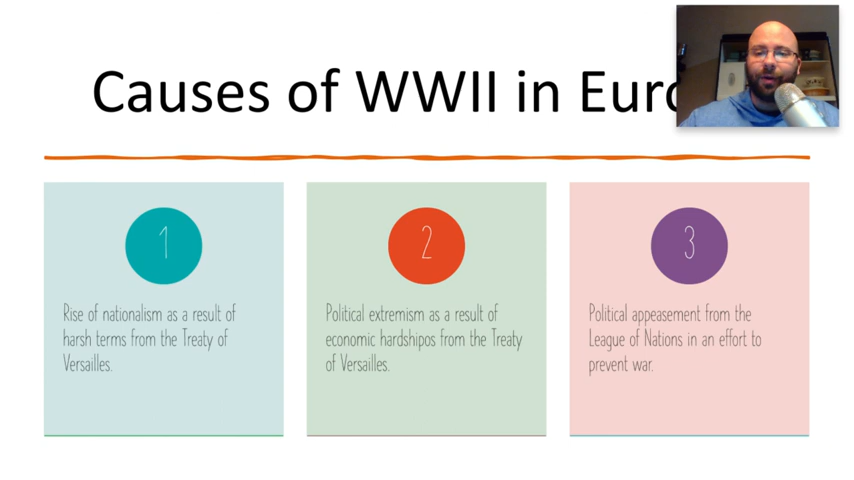 Causes of WWII in Euro
1
Rise of nationalism as a result of
harsh terms from the Treaty of
Versailles.
2
Political extremism as a result of
economic hardshipos from the Treaty
of Versailles.
3
Political appeasement from the
League of Nations in an effort to
prevent war.